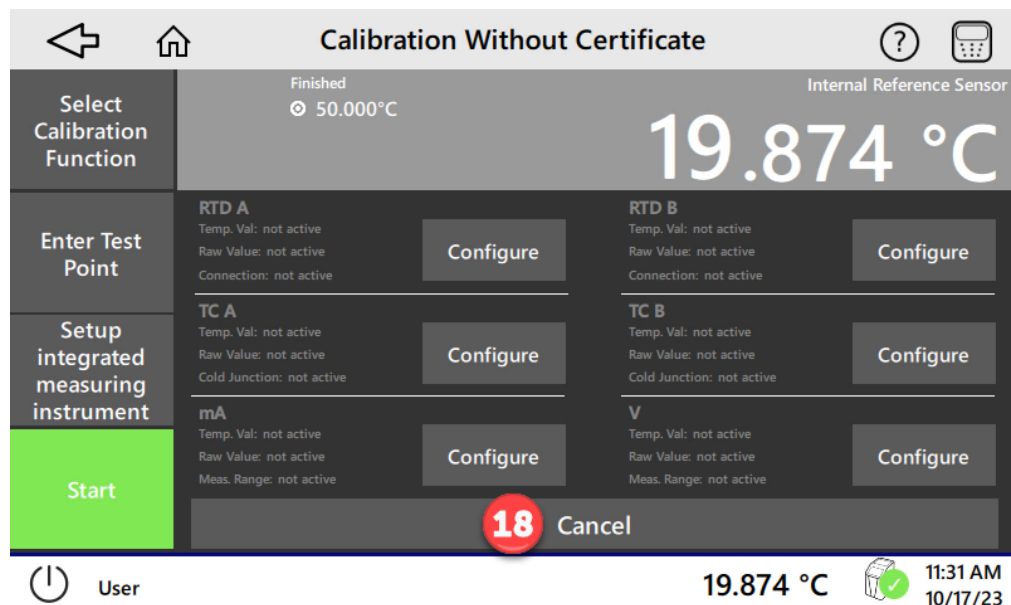 Calibration Without Certificate
?
Select
Calibration
Function
Finished
50.000°C
Internal Reference Sensor
19.874 °C
Enter Test
Point
Setup
integrated
measuring
instrument
Start
RTD A
Temp. Val: not active
Raw Value: not active
Connection: not active
Configure
RTD B
Temp. Val: not active
Raw Value: not active
Connection: not active
Configure
TC A
Temp. Val: not active
Raw Value: not active
Cold Junction: not active
Configure
TC B
Temp. Val: not active
Raw Value: not active
Cold Junction: not active
Configure
mA
Temp. Val: not active
Raw Value: not active
Meas. Range: not active
Configure
V
Temp. Val: not active
Raw Value: not active
Meas. Range: not active
Configure
18 Cancel
User
19.874 °C
11:31 AM
10/17/23